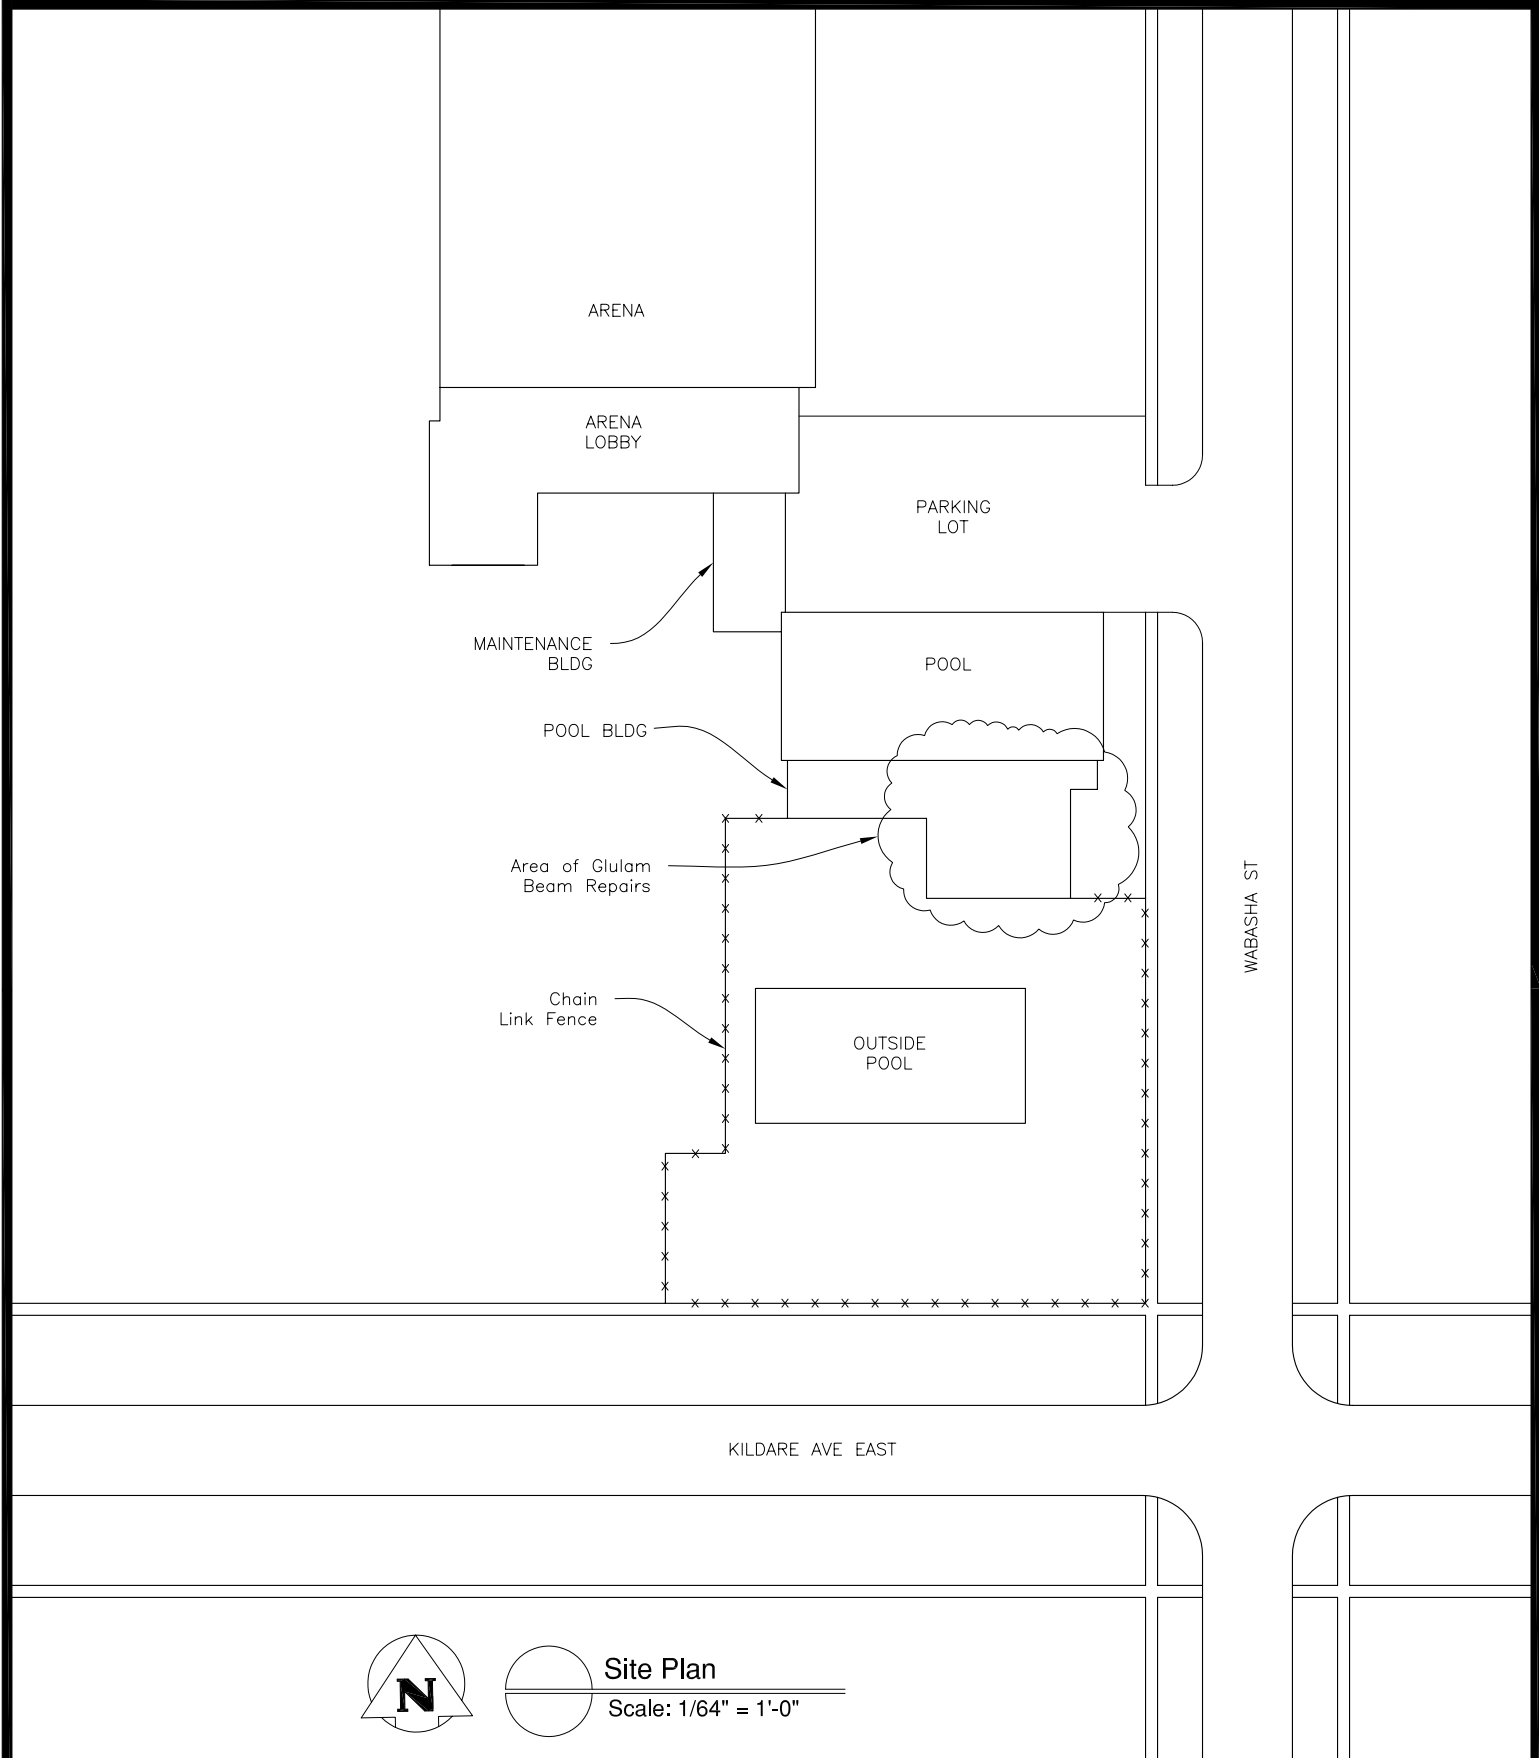 ARENA
ARENA
LOBBY
PARKING
LOT
MAINTENANCE
BLDG
POOL
POOL BLDG
Area of Glulam
Beam Repairs
WABASHA ST
Chain
Link Fence
OUTSIDE
POOL
KILDARE AVE EAST
N
Site Plan
Scale: 1/64" = 1'-0"